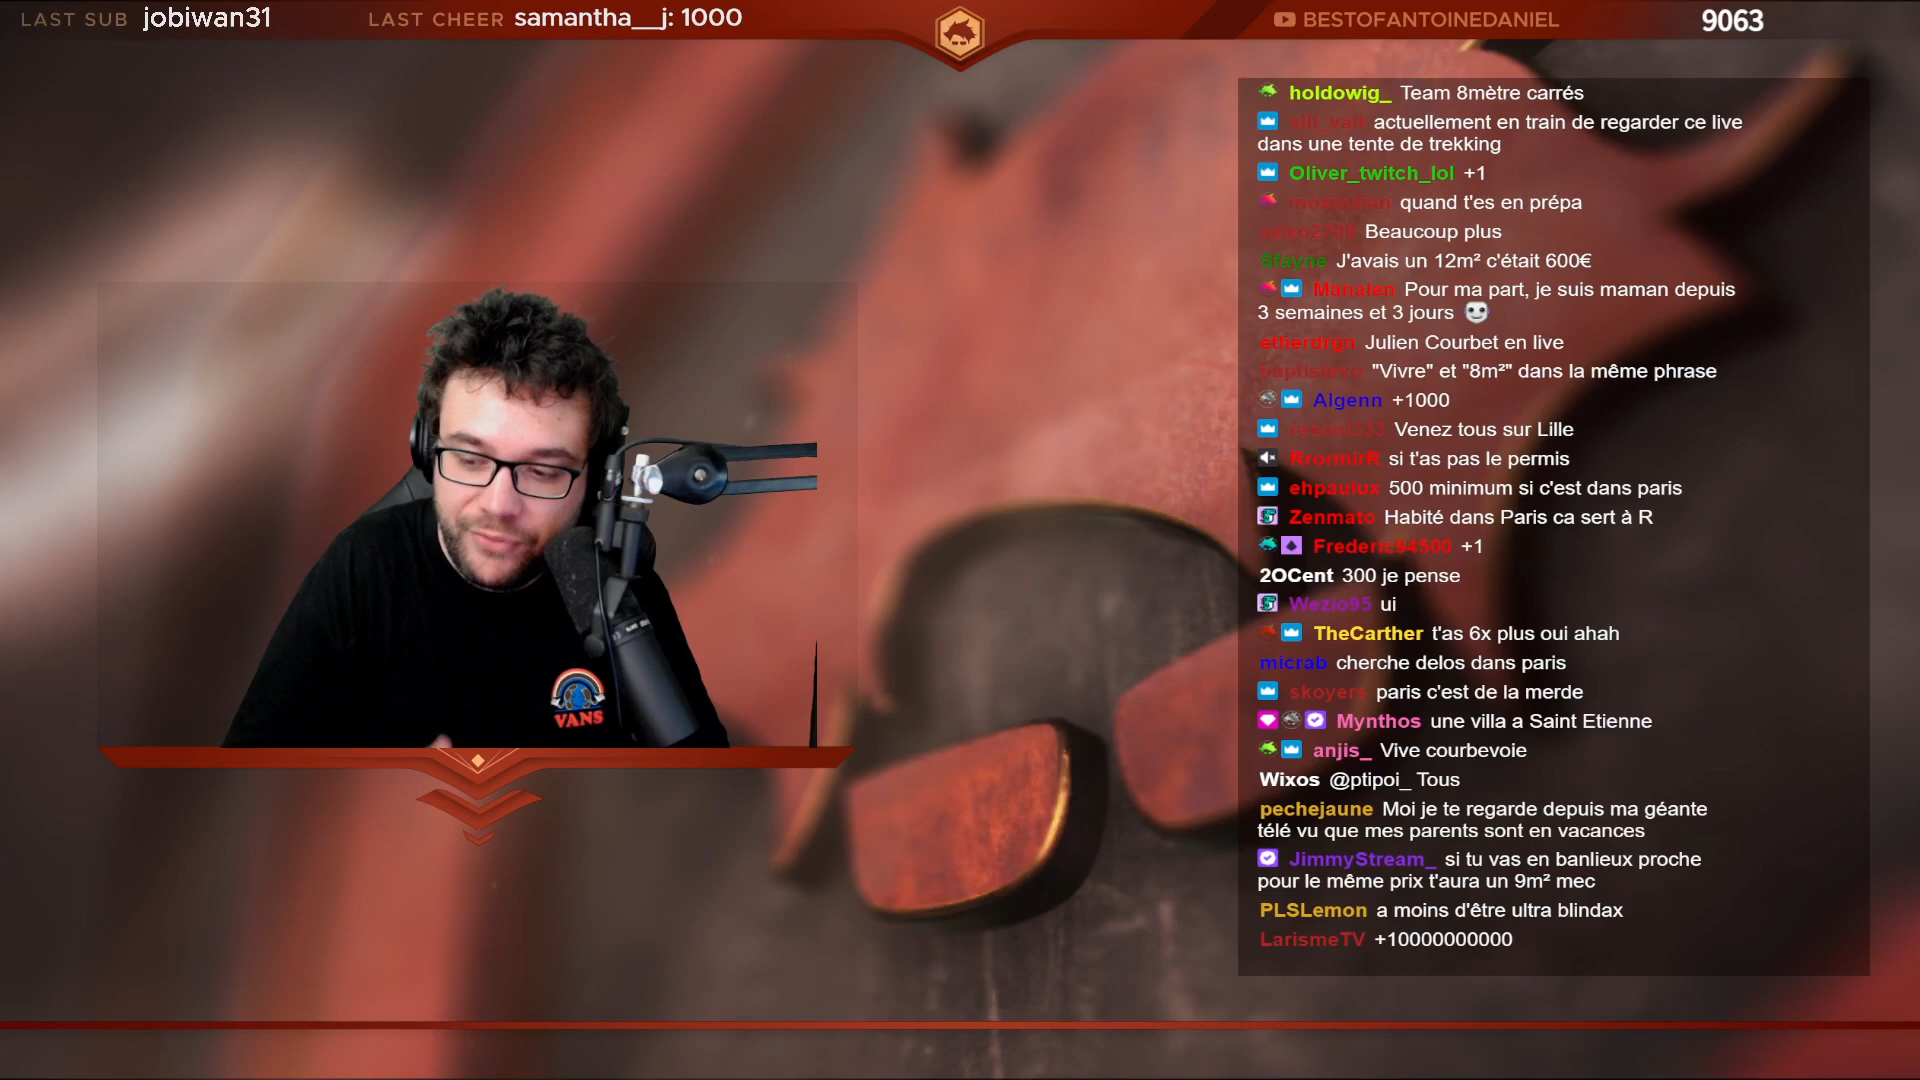 LAST SUB jobiwan31 LAST CHEER samantha__j: 1000 BESTOFANTOINEDANIEL 9063
holdowig_ Team 8mètre carrés
actuellement en train de regarder ce live
dans une tente de trekking
Oliver_twitch_lol +1
quand t'es en prépa
Beaucoup plus
Sfayne J'avais un 12m² c'était 600€
Manalen Pour ma part, je suis maman depuis
3 semaines et 3 jours
etherdrgn Julien Courbet en live
"Vivre" et "8m²" dans la même phrase
Algenn +1000
Venez tous sur Lille
RrormirR si t'as pas le permis
ehpaulux 500 minimum si c'est dans paris
Zenmato Habité dans Paris ca sert à R
Frederic94500 +1
2OCent 300 je pense
Wezio95 ui
TheCarther t'as 6x plus oui ahah
micrab cherche delos dans paris
skoyers paris c'est de la merde
Mynthos une villa a Saint Etienne
anjis_ Vive courbevoie
Wixos @ptipoi_ Tous
pechejaune Moi je te regarde depuis ma géante
télé vu que mes parents sont en vacances
JimmyStream_ si tu vas en banlieux proche
pour le même prix t'aura un 9m² mec
PLSLemon a moins d'être ultra blindax
LarismeTV +10000000000
VANS